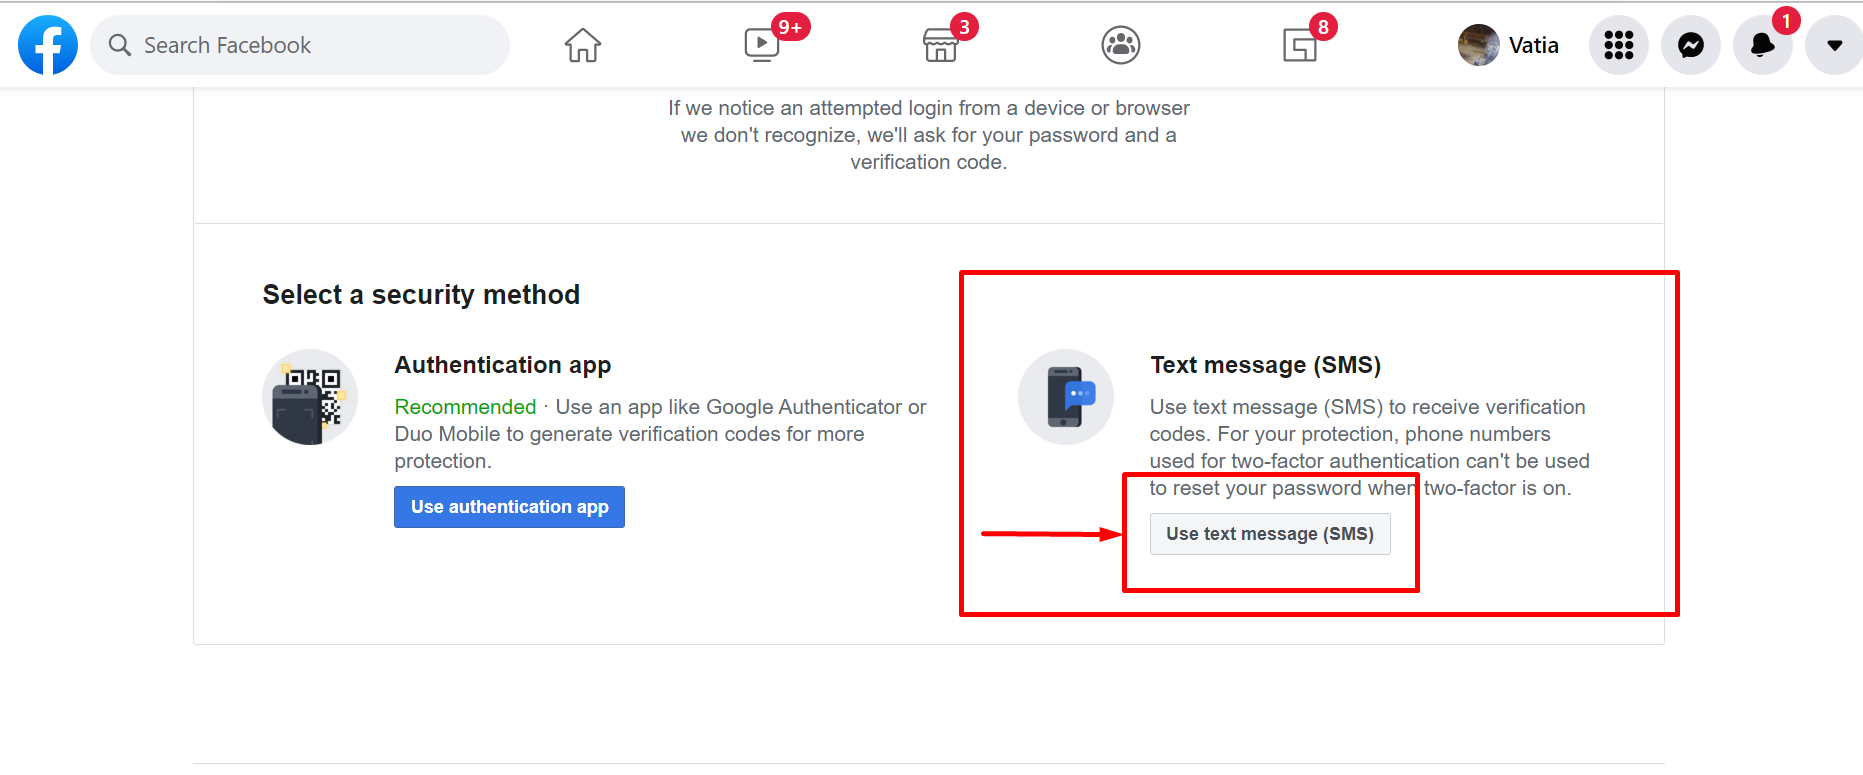 Search Facebook
9+
3
8
Vatia
1
If we notice an attempted login from a device or browser
we don't recognize, we'll ask for your password and a
verification code.
Select a security method
Authentication app
Recommended · Use an app like Google Authenticator or
Duo Mobile to generate verification codes for more
protection.
Use authentication app
Text message (SMS)
Use text message (SMS) to receive verification
codes. For your protection, phone numbers
used for two-factor authentication can't be used
to reset your password when two-factor is on.
Use text message (SMS)